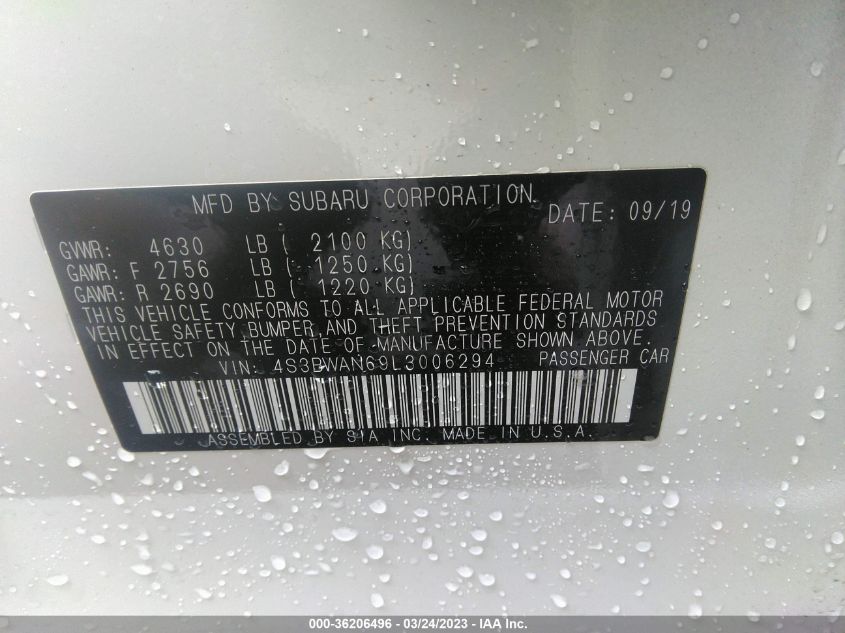 MFD BY SUBARU CORPORATION
DATE: 09/19
GVWR: 4630 LB ( 2100 KG)
GAWR: F 2756 LB ( 1250 KG)
GAWR: R 2690 LB ( 1220 KG)
THIS VEHICLE CONFORMS TO ALL APPLICABLE FEDERAL MOTOR
VEHICLE SAFETY, BUMPER, AND THEFT PREVENTION STANDARDS
IN EFFECT ON THE DATE OF MANUFACTURE SHOWN ABOVE.
VIN: 4S3BWAN69L3006294 PASSENGER CAR
ASSEMBLED BY SIA INC. MADE IN U.S.A.
000-36206496 - 03/24/2023 - IAA Inc.